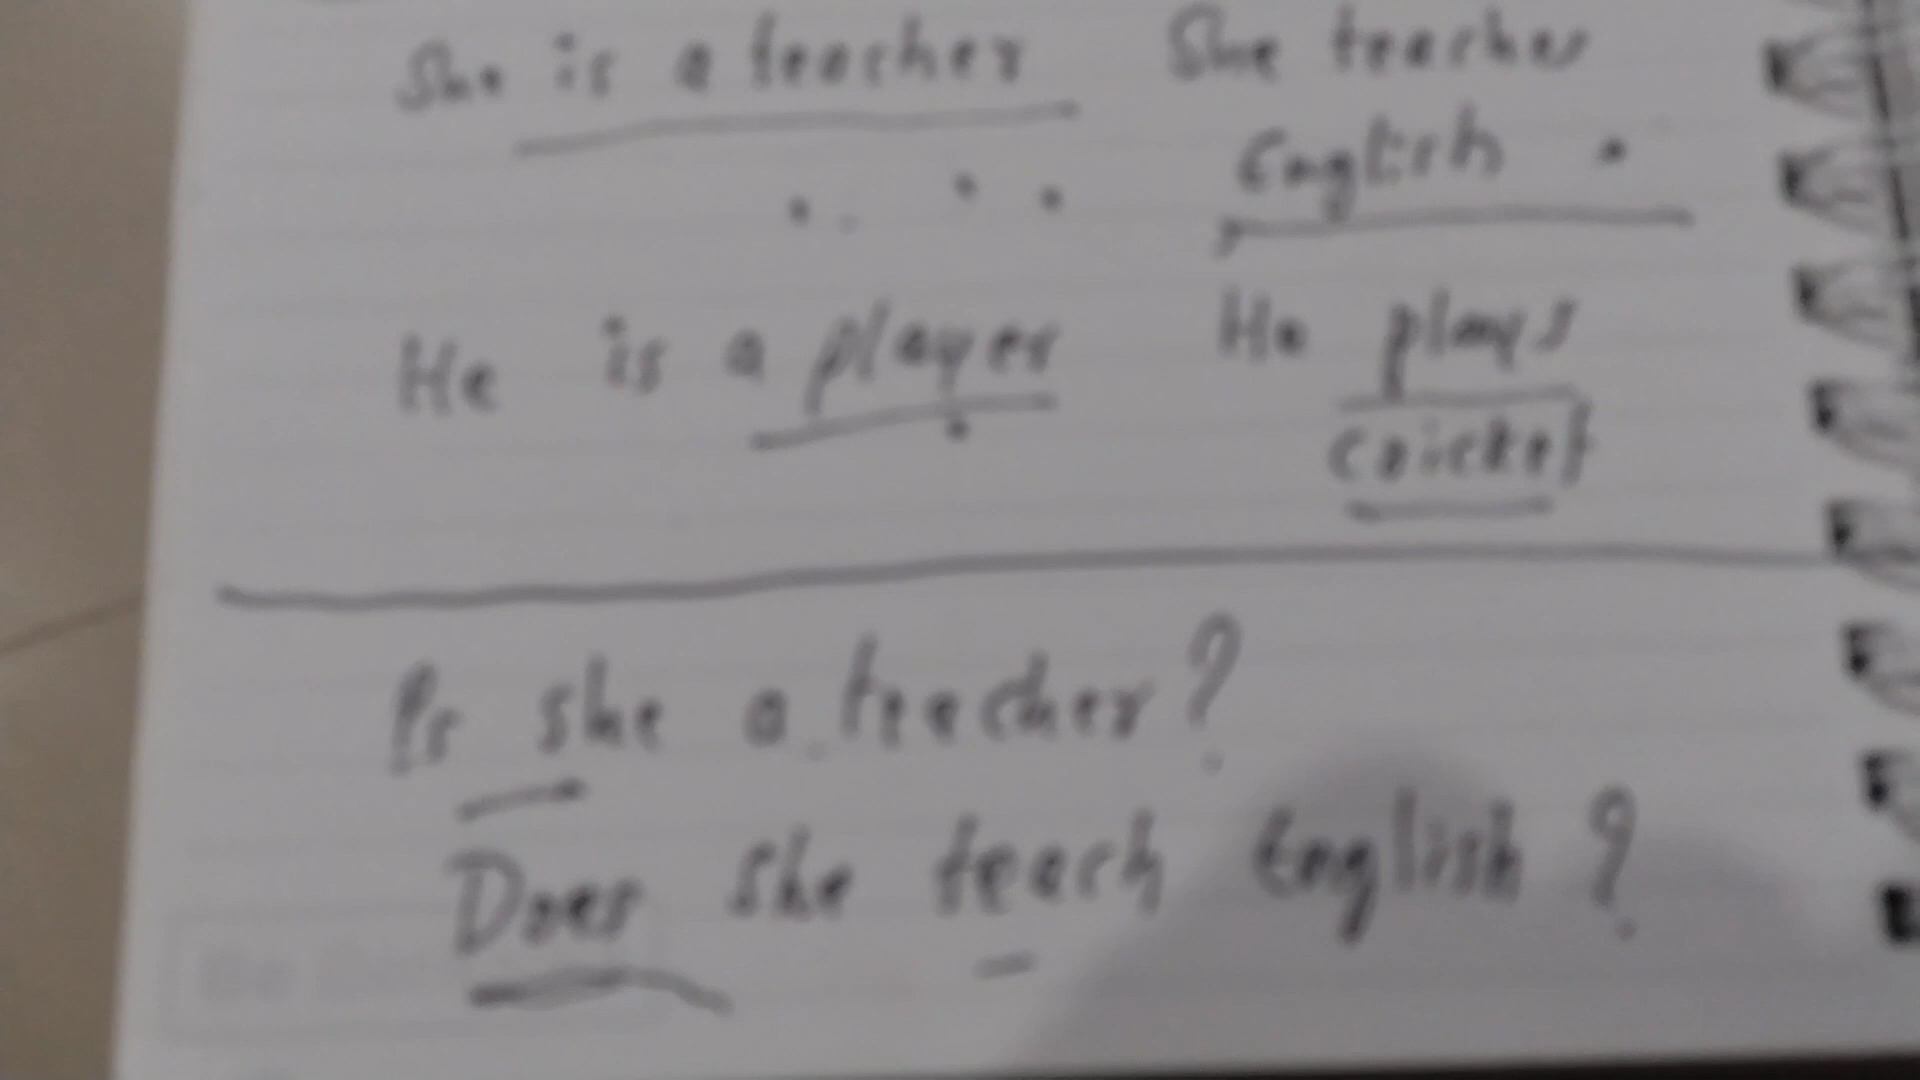 She is a teacher
She teaches
English.
He is a player
He plays
cricket
Is she a teacher?
Does she teach English?